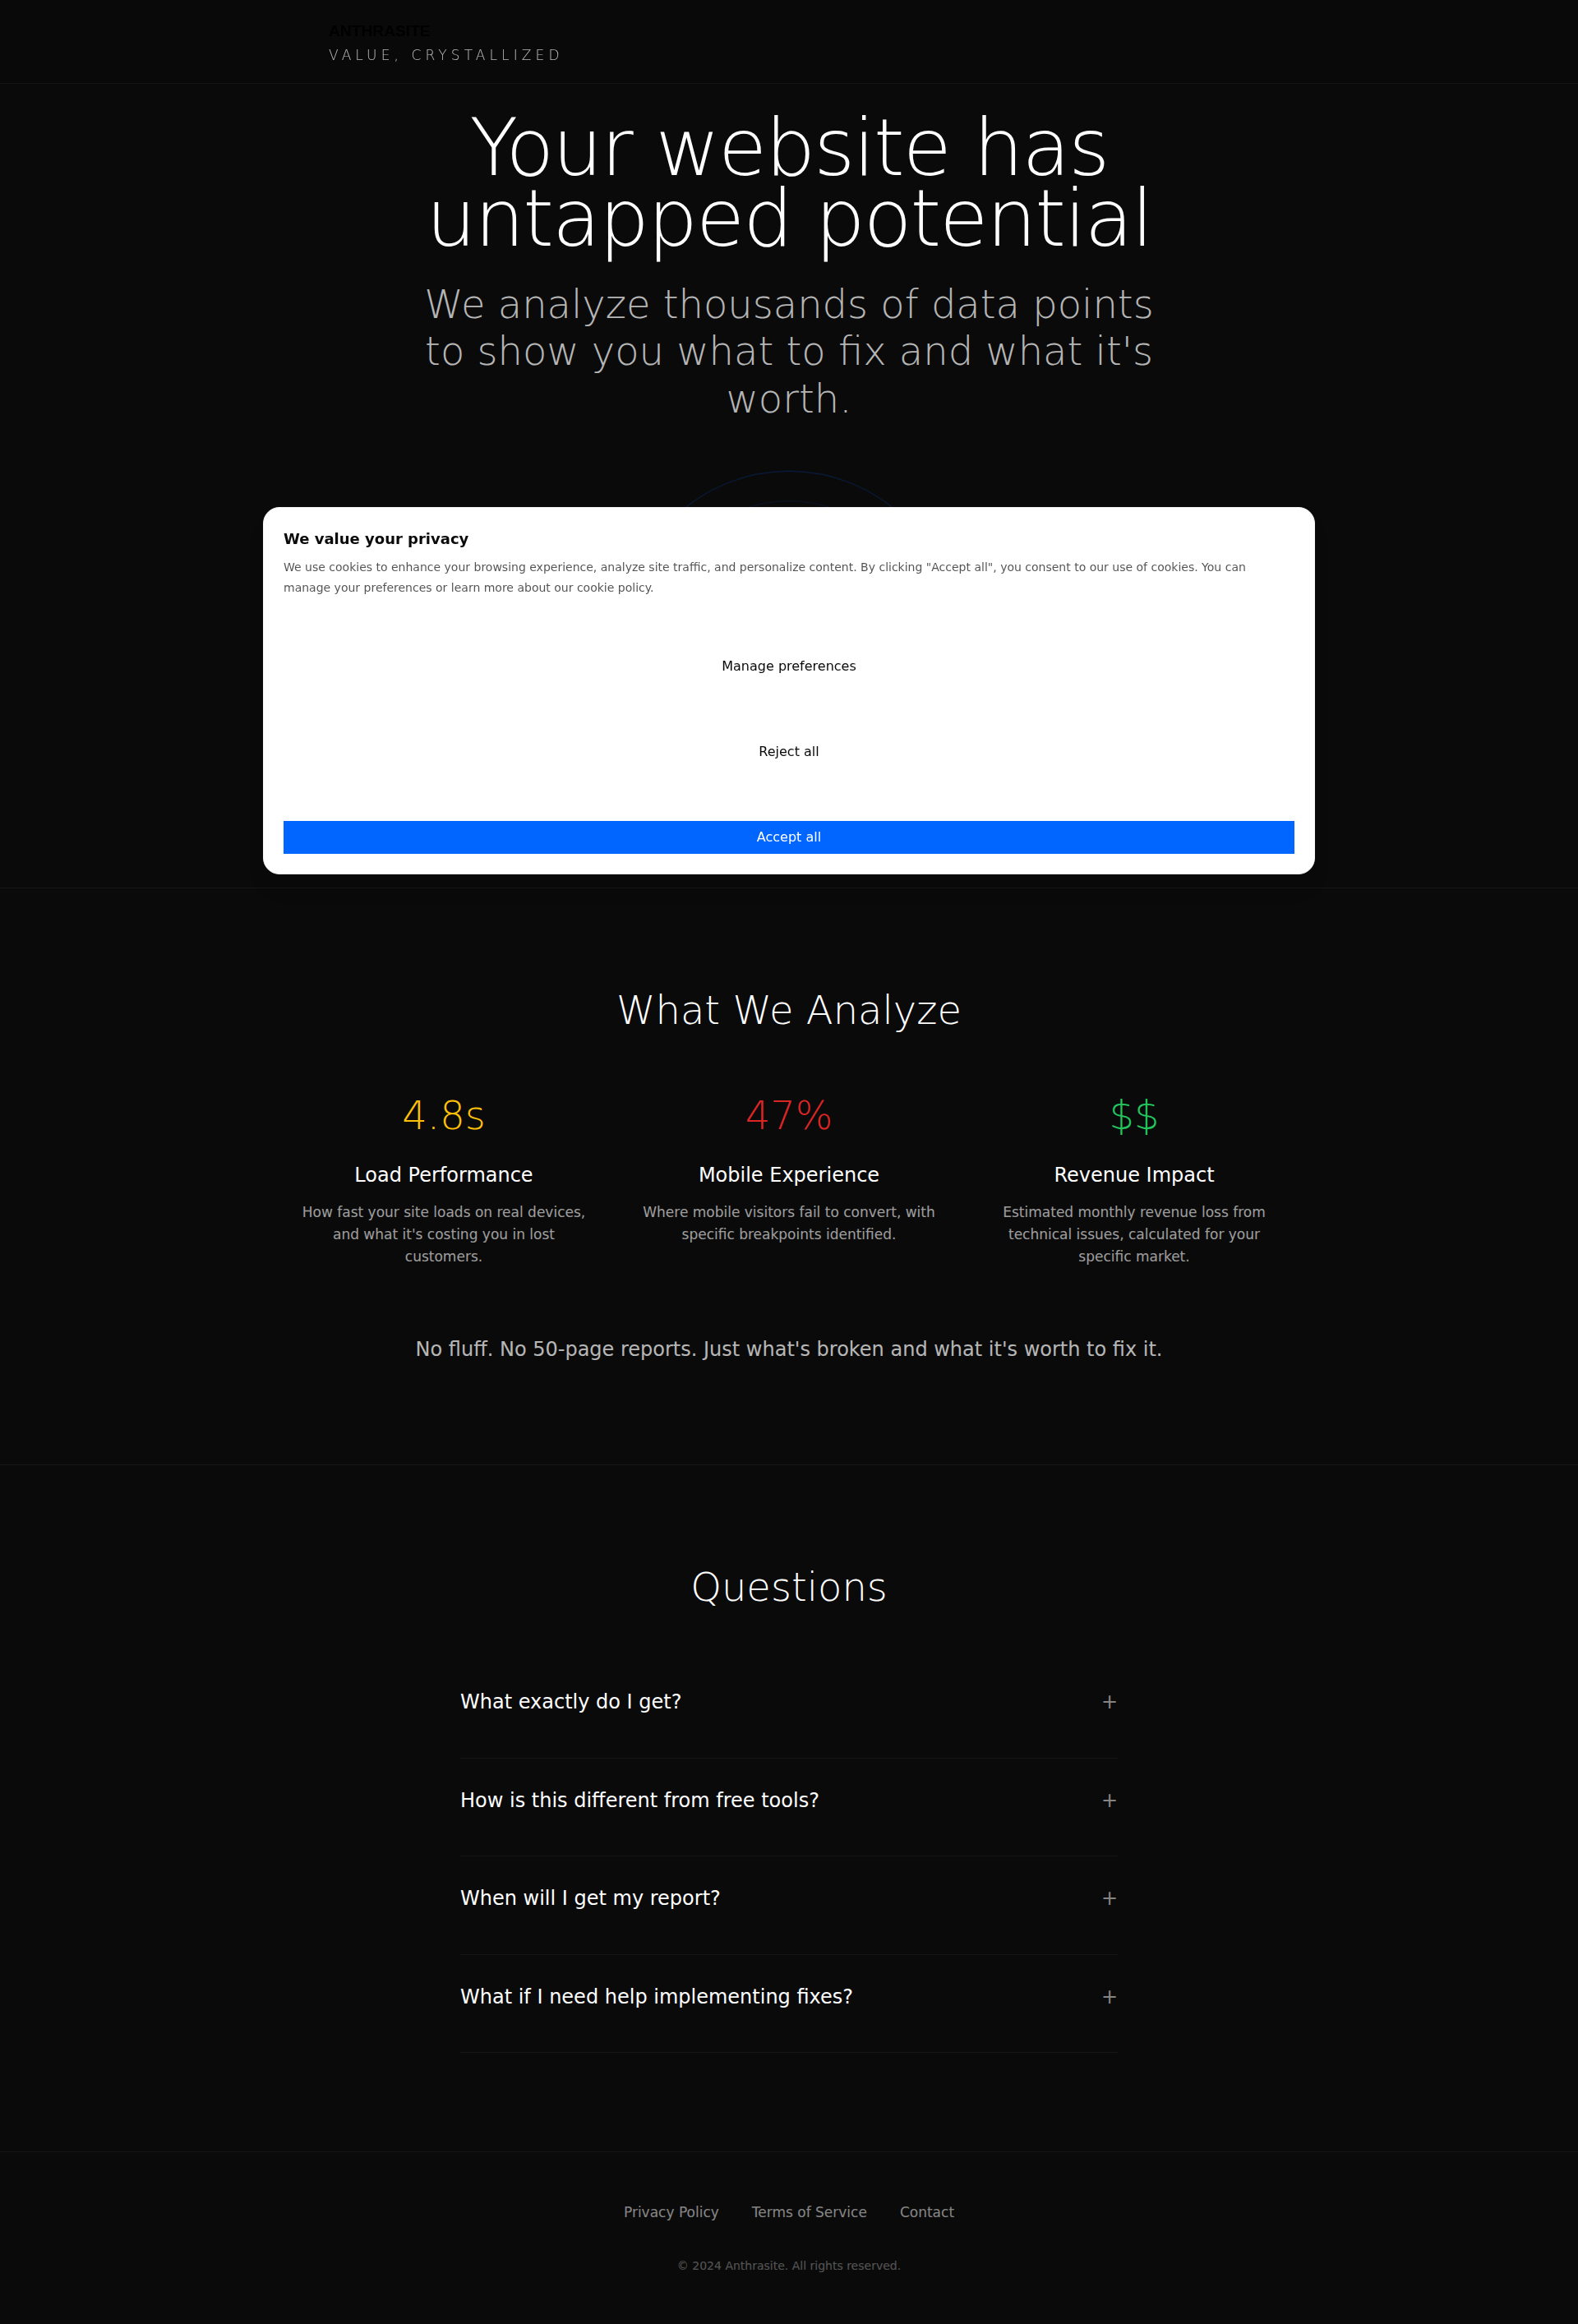 ANTHRASITE
VALUE, CRYSTALLIZED
Your website has
untapped potential
We analyze thousands of data points
to show you what to fix and what it's
worth.
We value your privacy
We use cookies to enhance your browsing experience, analyze site traffic, and personalize content. By clicking "Accept all", you consent to our use of cookies. You can
manage your preferences or learn more about our cookie policy.
Manage preferences
Reject all
Accept all
What We Analyze
4.8s
Load Performance
How fast your site loads on real devices,
and what it's costing you in lost
customers.
47%
Mobile Experience
Where mobile visitors fail to convert, with
specific breakpoints identified.
$$
Revenue Impact
Estimated monthly revenue loss from
technical issues, calculated for your
specific market.
No fluff. No 50-page reports. Just what's broken and what it's worth to fix it.
Questions
What exactly do I get? +
How is this different from free tools? +
When will I get my report? +
What if I need help implementing fixes? +
Privacy Policy Terms of Service Contact
© 2024 Anthrasite. All rights reserved.